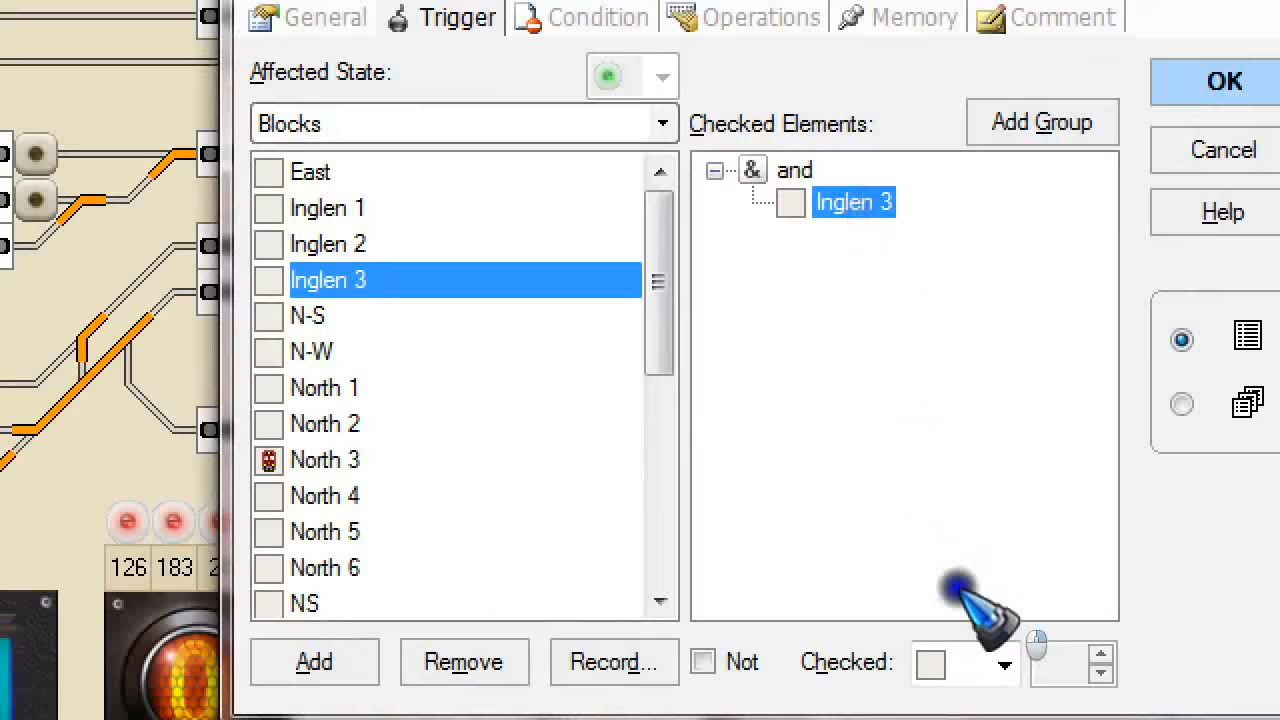 General
Trigger
Condition
Operations
Memory
Comment
Affected State:
Blocks
Checked Elements:
Add Group
OK
Cancel
Help
East
Inglen 1
Inglen 2
Inglen 3
N-S
N-W
North 1
North 2
North 3
North 4
North 5
North 6
NS
& and
Inglen 3
Add
Remove
Record...
Not
Checked:
126 183 2
0